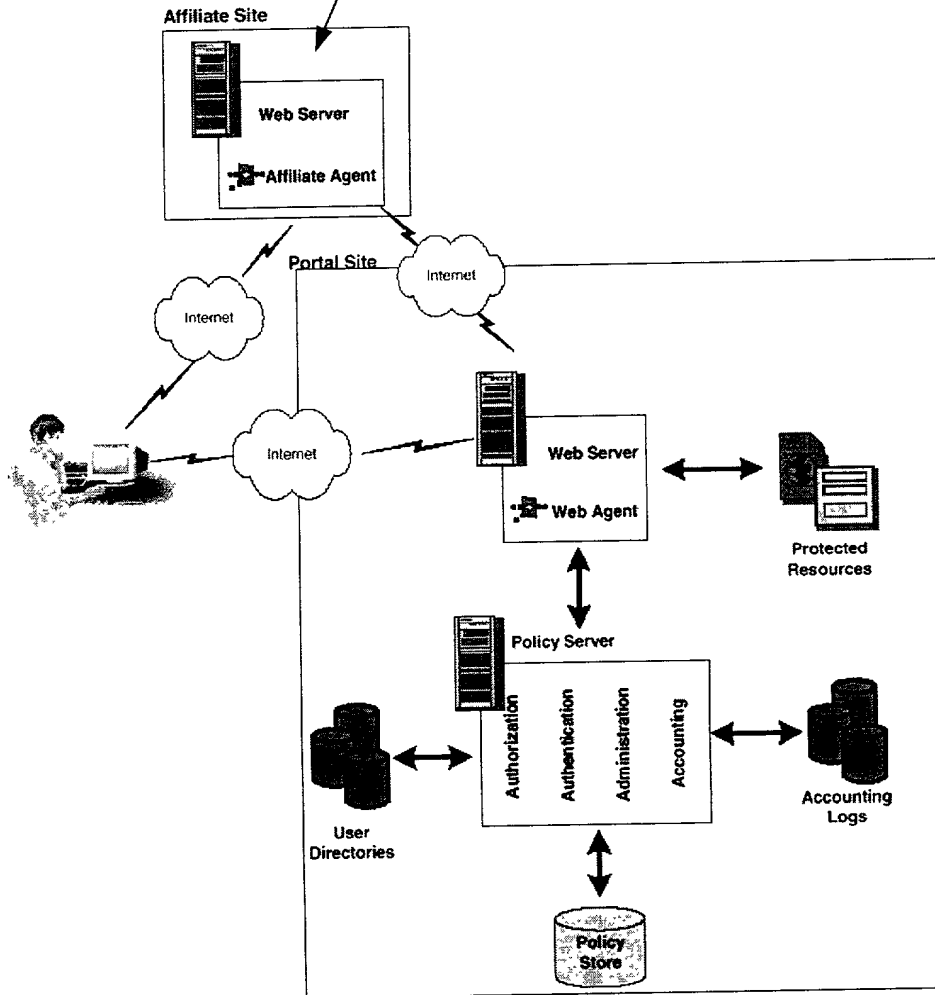 Affiliate Site
Web Server
Affiliate Agent
Portal Site
Internet
Internet
Internet
Web Server
Web Agent
Protected
Resources
Policy Server
Authorization
Authentication
Administration
Accounting
User
Directories
Accounting
Logs
Policy
Store